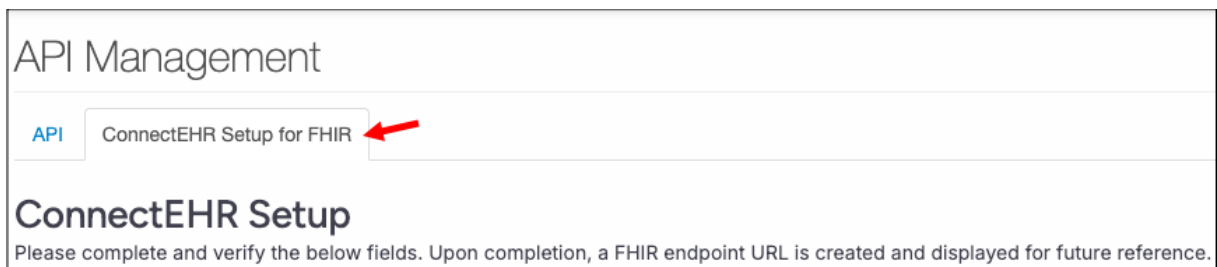 API Management
API ConnectEHR Setup for FHIR
ConnectEHR Setup
Please complete and verify the below fields. Upon completion, a FHIR endpoint URL is created and displayed for future reference.